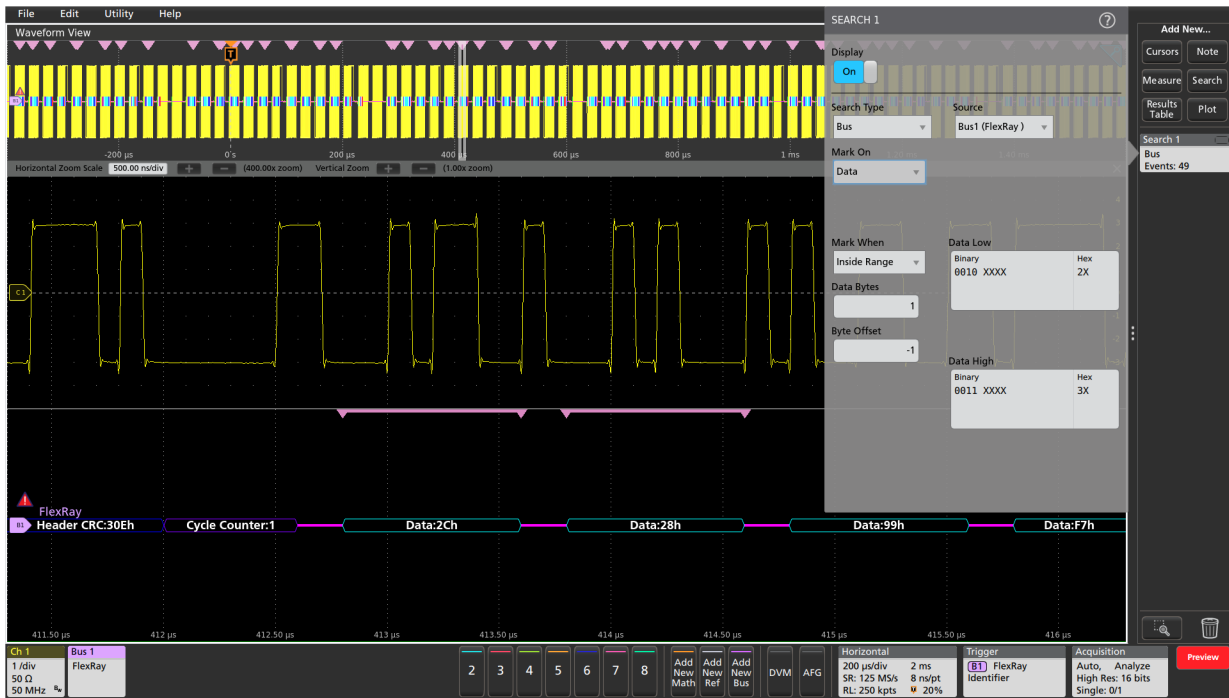 File Edit Utility Help
Waveform View
SEARCH 1 ?
Add New...
Cursors Note
Measure Search
Results Table Plot
Search 1
Bus
Events: 49
T
B1
-200 µs 0 s 200 µs 400 µs 600 µs 800 µs 1 ms
Horizontal Zoom Scale 500.00 ns/div + − (400.00x zoom) Vertical Zoom + − (1.00x zoom)
Display
On
Search Type Source
Bus Bus1 (FlexRay )
Mark On
Data
Mark When Data Low
Inside Range Binary Hex
0010 XXXX 2X
Data Bytes
1
Byte Offset
-1
Data High
Binary Hex
0011 XXXX 3X
C1
FlexRay
B1 Header CRC:30Eh Cycle Counter:1 Data:2Ch Data:28h Data:99h Data:F7h
411.50 µs 412 µs 412.50 µs 413 µs 413.50 µs 414 µs 414.50 µs 415 µs 415.50 µs 416 µs
Ch 1
1 /div
50 Ω
50 MHz Bw
Bus 1
FlexRay
2 3 4 5 6 7 8
Add New Math
Add New Ref
Add New Bus
DVM AFG
Horizontal
200 µs/div 2 ms
SR: 125 MS/s 8 ns/pt
RL: 250 kpts 20%
Trigger
B1 FlexRay
Identifier
Acquisition
Auto, Analyze
High Res: 16 bits
Single: 0/1
Preview